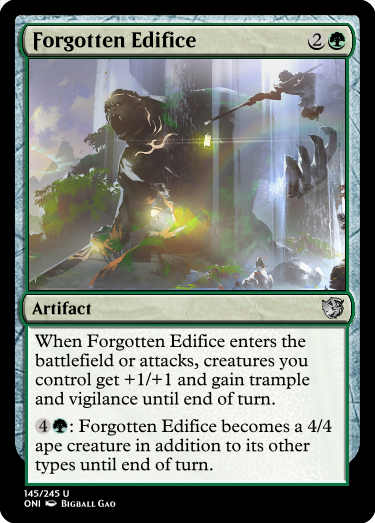 Forgotten Edifice 2
Artifact
When Forgotten Edifice enters the
battlefield or attacks, creatures you
control get +1/+1 and gain trample
and vigilance until end of turn.
4: Forgotten Edifice becomes a 4/4
ape creature in addition to its other
types until end of turn.
145/245 U
ONI BIGBALL GAO